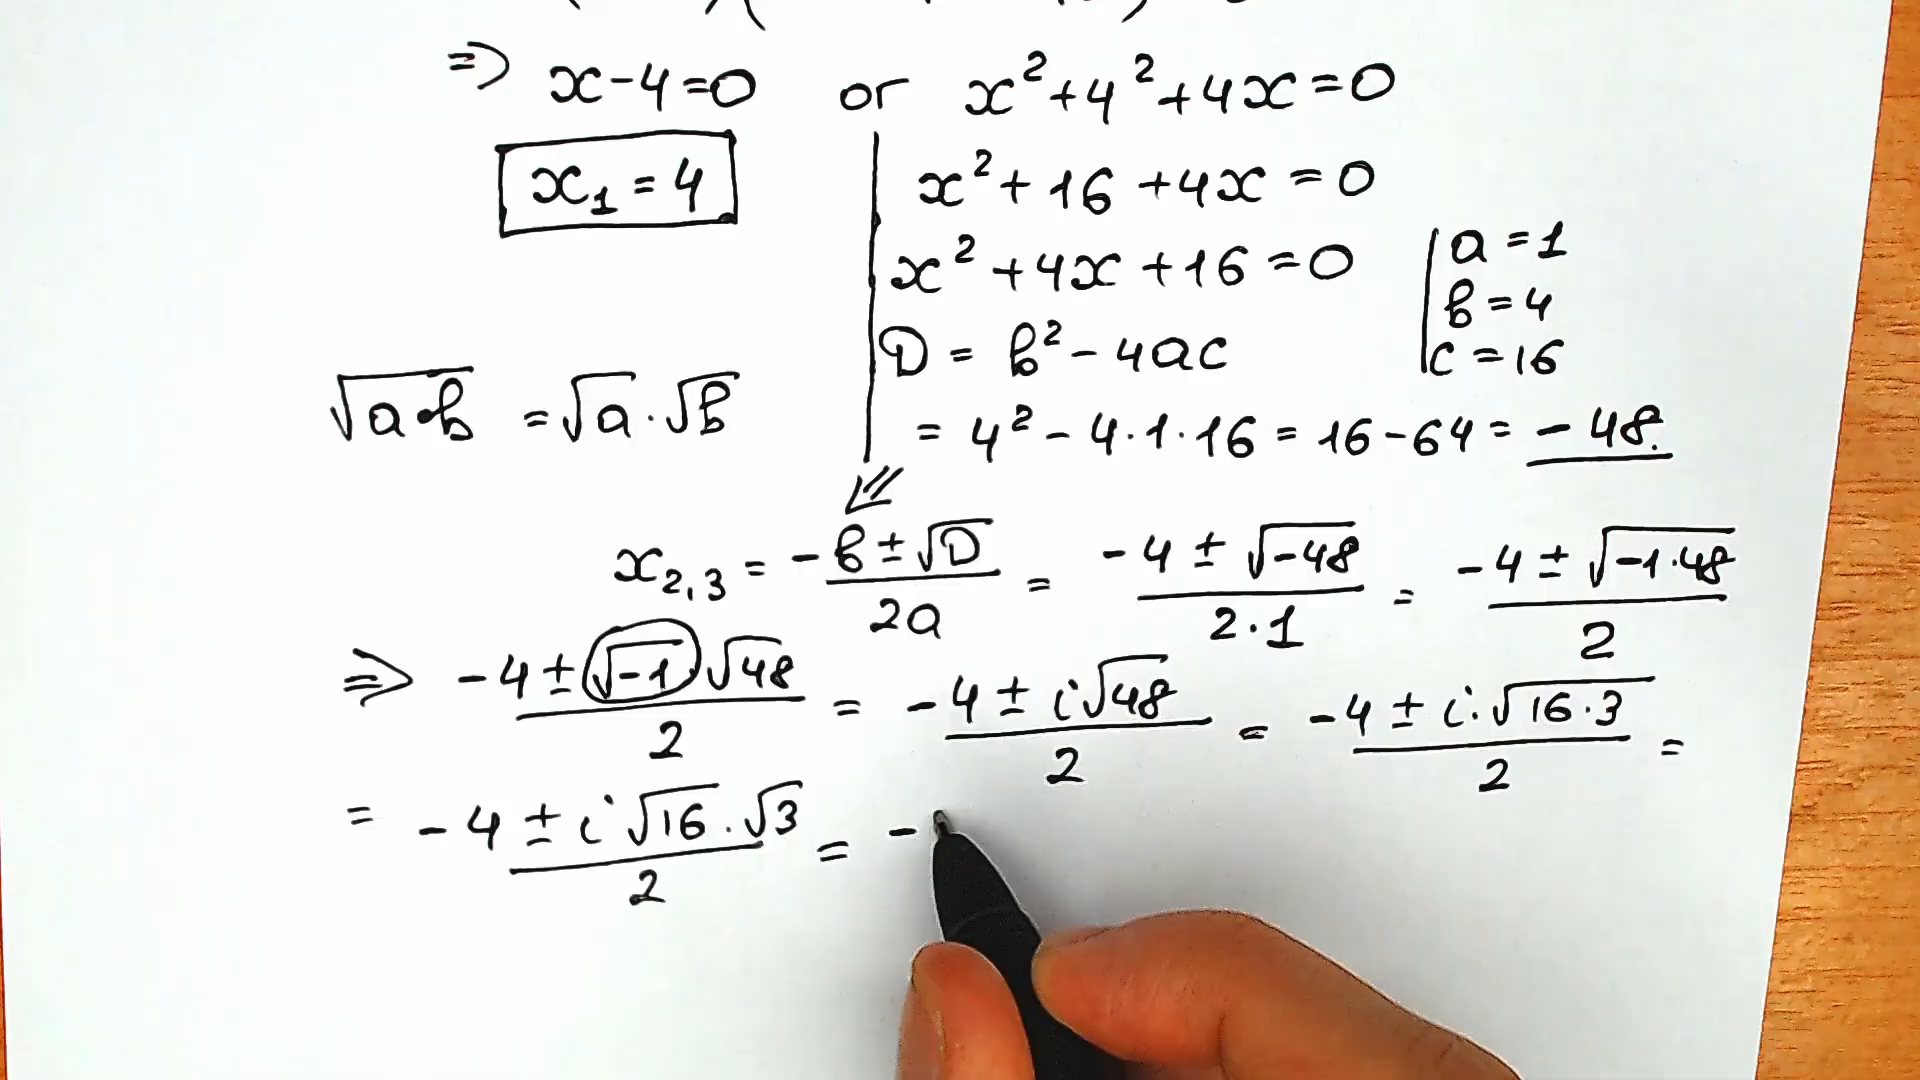 => x-4=0 or x²+4²+4x=0
x₁=4
x²+16+4x=0
x²+4x+16=0
a=1
b=4
c=16
D = b²-4ac
√a·b = √a·√b
= 4²-4·1·16 = 16-64 = -48.
x₂,₃ = (-b±√D)/2a = (-4±√-48)/2·1 = (-4±√-1·48)/2
=> (-4±√-1·√48)/2 = (-4±i√48)/2 = (-4±i·√16·3)/2 =
= (-4±i√16·√3)/2 = -